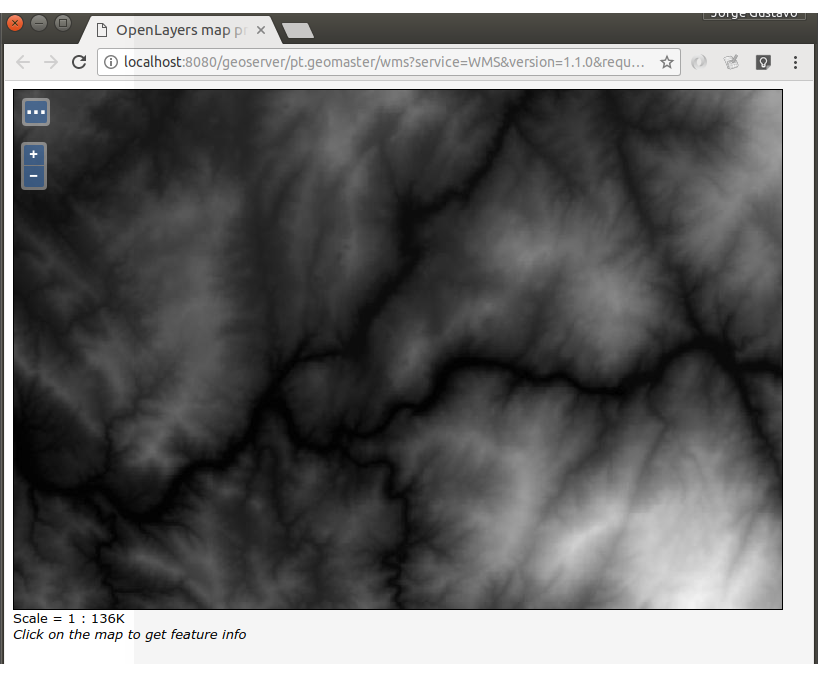 Jorge Gustavo
OpenLayers map pr
localhost:8080/geoserver/pt.geomaster/wms?service=WMS&version=1.1.0&requ...
Scale = 1 : 136K
Click on the map to get feature info